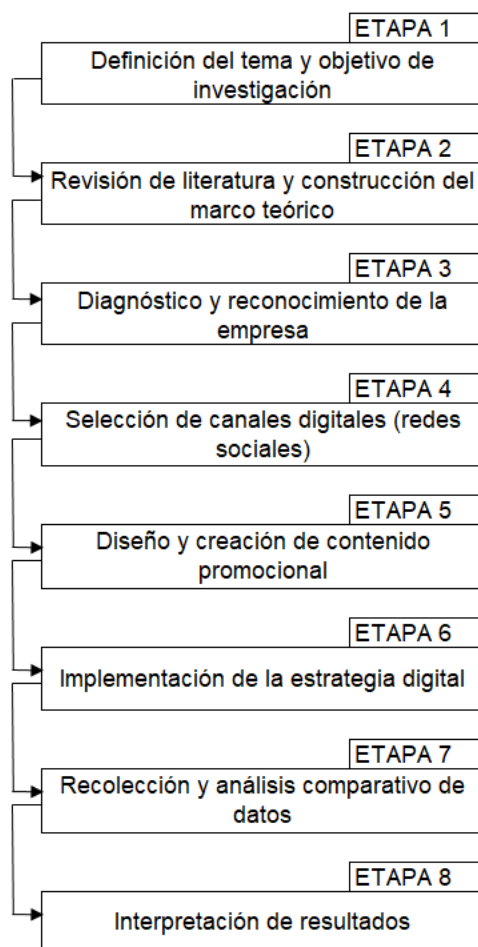 ETAPA 1
Definición del tema y objetivo de
investigación
ETAPA 2
Revisión de literatura y construcción del
marco teórico
ETAPA 3
Diagnóstico y reconocimiento de la
empresa
ETAPA 4
Selección de canales digitales (redes
sociales)
ETAPA 5
Diseño y creación de contenido
promocional
ETAPA 6
Implementación de la estrategia digital
ETAPA 7
Recolección y análisis comparativo de
datos
ETAPA 8
Interpretación de resultados